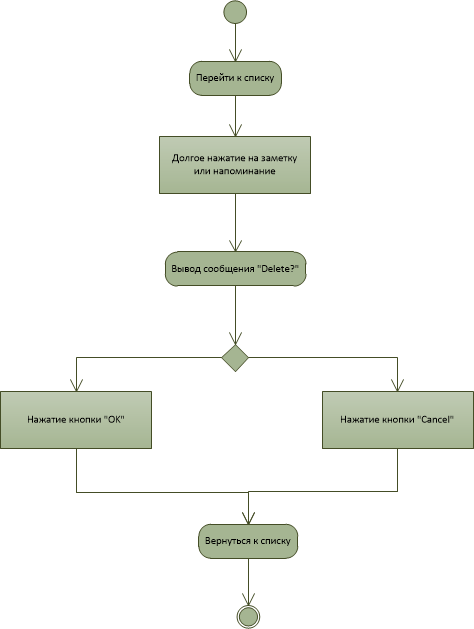 Перейти к списку
Долгое нажатие на заметку
или напоминание
Вывод сообщения "Delete?"
Нажатие кнопки "OK"
Нажатие кнопки "Cancel"
Вернуться к списку